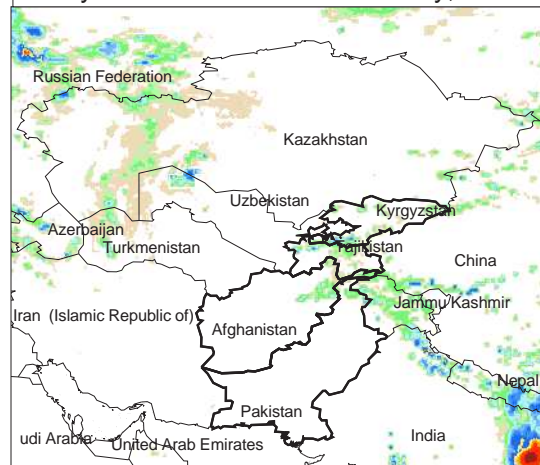 Russian Federation
Kazakhstan
Uzbekistan
Kyrgyzstan
Azerbaijan
Turkmenistan
Tajikistan
China
Jammu/Kashmir
Iran (Islamic Republic of)
Afghanistan
Nepal
Pakistan
udi Arabia
United Arab Emirates
India